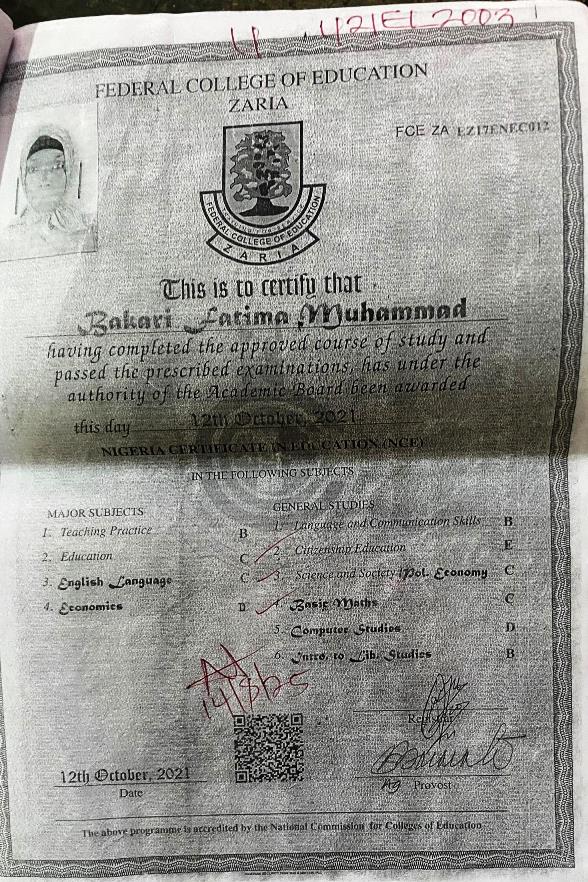 421EL2003
FEDERAL COLLEGE OF EDUCATION
ZARIA
FCE ZA EZ17ENEC012
FEDERAL COLLEGE OF EDUCATION
ZARIA
This is to certify that
Bakari Fatima Muhammad
having completed the approved course of study and
passed the prescribed examinations, has under the
authority of the Academic Board been awarded
this day 12th October, 2021
NIGERIA CERTIFICATE IN EDUCATION (NCE)
IN THE FOLLOWING SUBJECTS
MAJOR SUBJECTS
1. Teaching Practice B
2. Education C
3. English Language C
4. Economics D
GENERAL STUDIES
1. Language and Communication Skills B
2. Citizenship Education E
3. Science and Society/Pol. Economy C
4. Basic Maths C
5. Computer Studies D
6. Intro. to Lib. Studies B
14/8/25
Registrar
12th October, 2021
Date
Ag Provost
The above programme is accredited by the National Commission for Colleges of Education